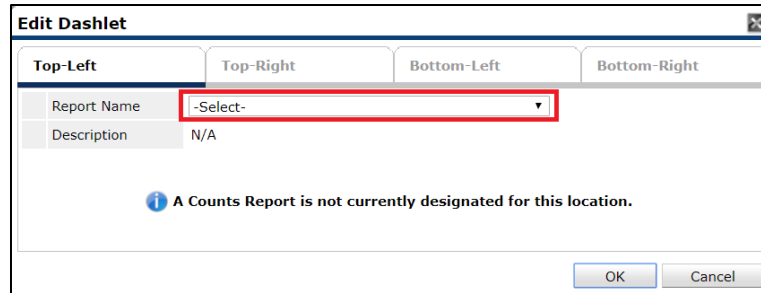 Edit Dashlet
Top-Left Top-Right Bottom-Left Bottom-Right
Report Name -Select-
Description N/A
A Counts Report is not currently designated for this location.
OK Cancel